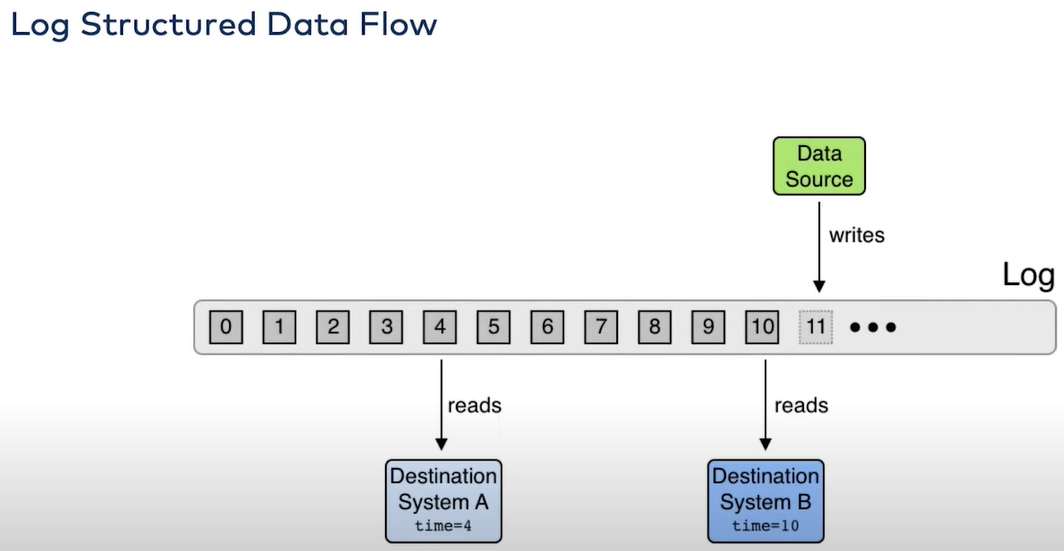 Log Structured Data Flow
Data
Source
writes
Log
0 1 2 3 4 5 6 7 8 9 10 11 •••
reads
reads
Destination
System A
time=4
Destination
System B
time=10